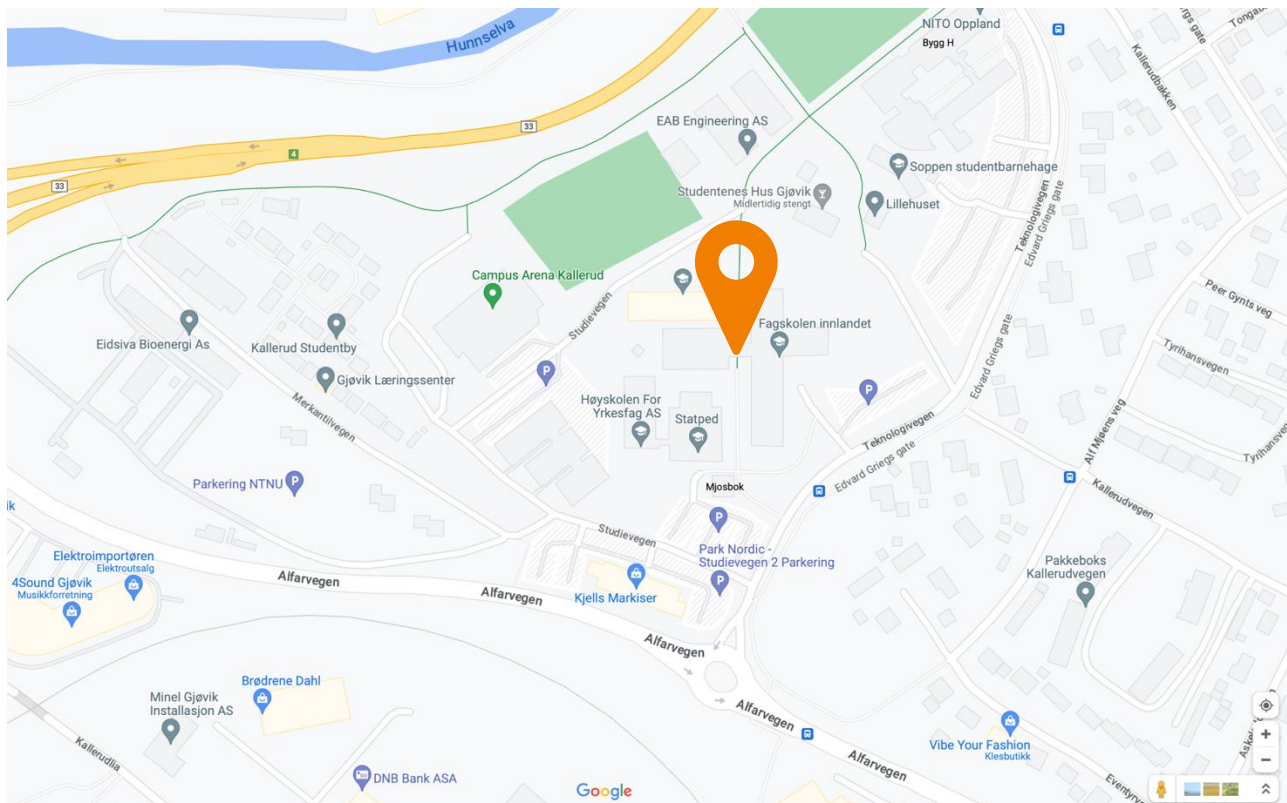 Hunnselva
NITO Oppland
Bygg H
Kallerudbakken
33
4
33
EAB Engineering AS
Soppen studentbarnehage
Studentenes Hus Gjøvik
Midlertidig stengt
Lillehuset
Teknologivegen
Edvard Griegs gate
Peer Gynts veg
Campus Arena Kallerud
Studievegen
Fagskolen innlandet
Eidsiva Bioenergi As
Kallerud Studentby
Tyrihansvegen
Gjøvik Læringssenter
Edvard Griegs gate
P
P
Merkantilvegen
Høyskolen For
Yrkesfag AS
Statped
Teknologivegen
Alf Mjøens veg
Edvard Griegs gate
Parkering NTNU
P
Mjosbok
Kallerudvegen
P
Studievegen
Park Nordic -
Studievegen 2 Parkering
P
Elektroimportøren
Elektroutsalg
Pakkeboks
Kallerudvegen
4Sound Gjøvik
Musikkforretning
Alfarvegen
Alfarvegen
Kjells Markiser
Alfarvegen
Brødrene Dahl
Minel Gjøvik
Installasjon AS
Alfarvegen
Alfarvegen
Vibe Your Fashion
Klesbutikk
Kallerudlia
DNB Bank ASA
Google